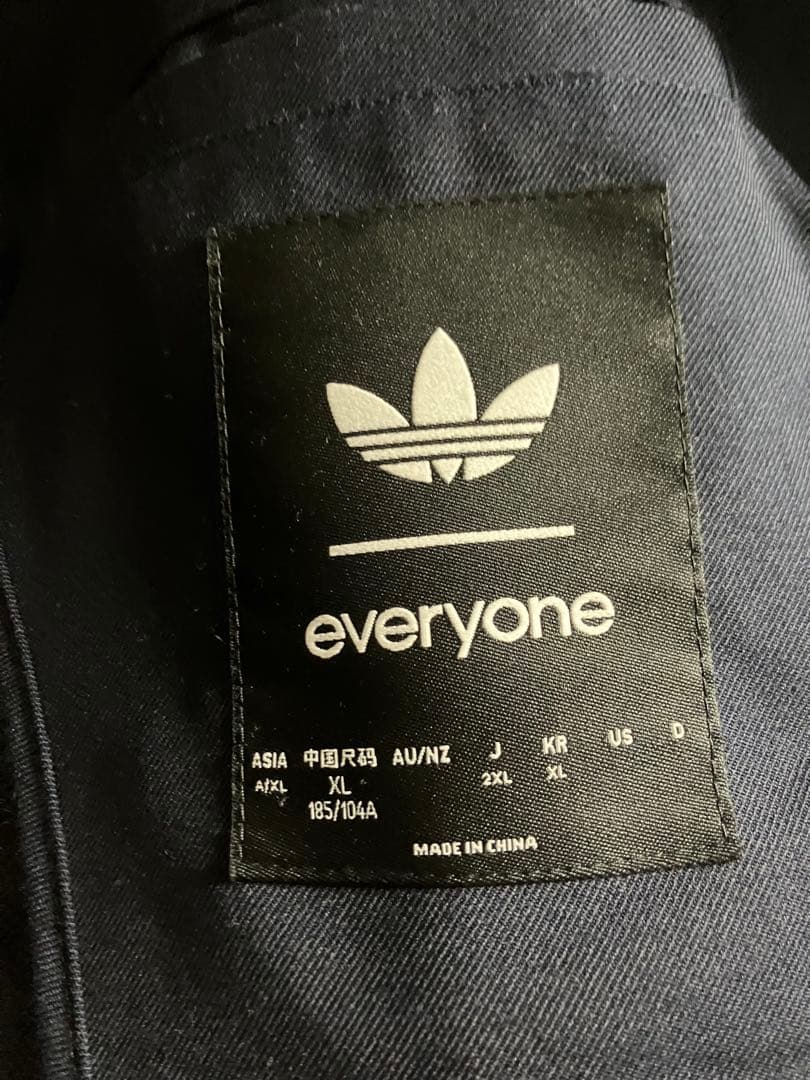 everyone
ASIA 中国尺码 AU/NZ J KR US D
A/XL XL 2XL XL
185/104A
MADE IN CHINA